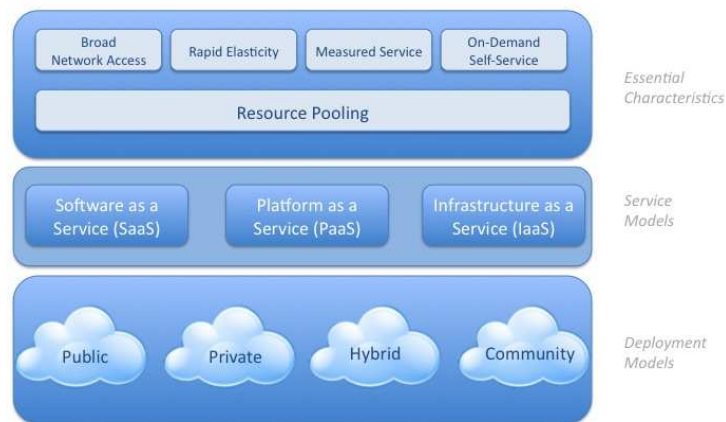 Broad
Network Access
Rapid Elasticity
Measured Service
On-Demand
Self-Service
Resource Pooling
Essential
Characteristics
Software as a
Service (SaaS)
Platform as a
Service (PaaS)
Infrastructure as a
Service (IaaS)
Service
Models
Public
Private
Hybrid
Community
Deployment
Models